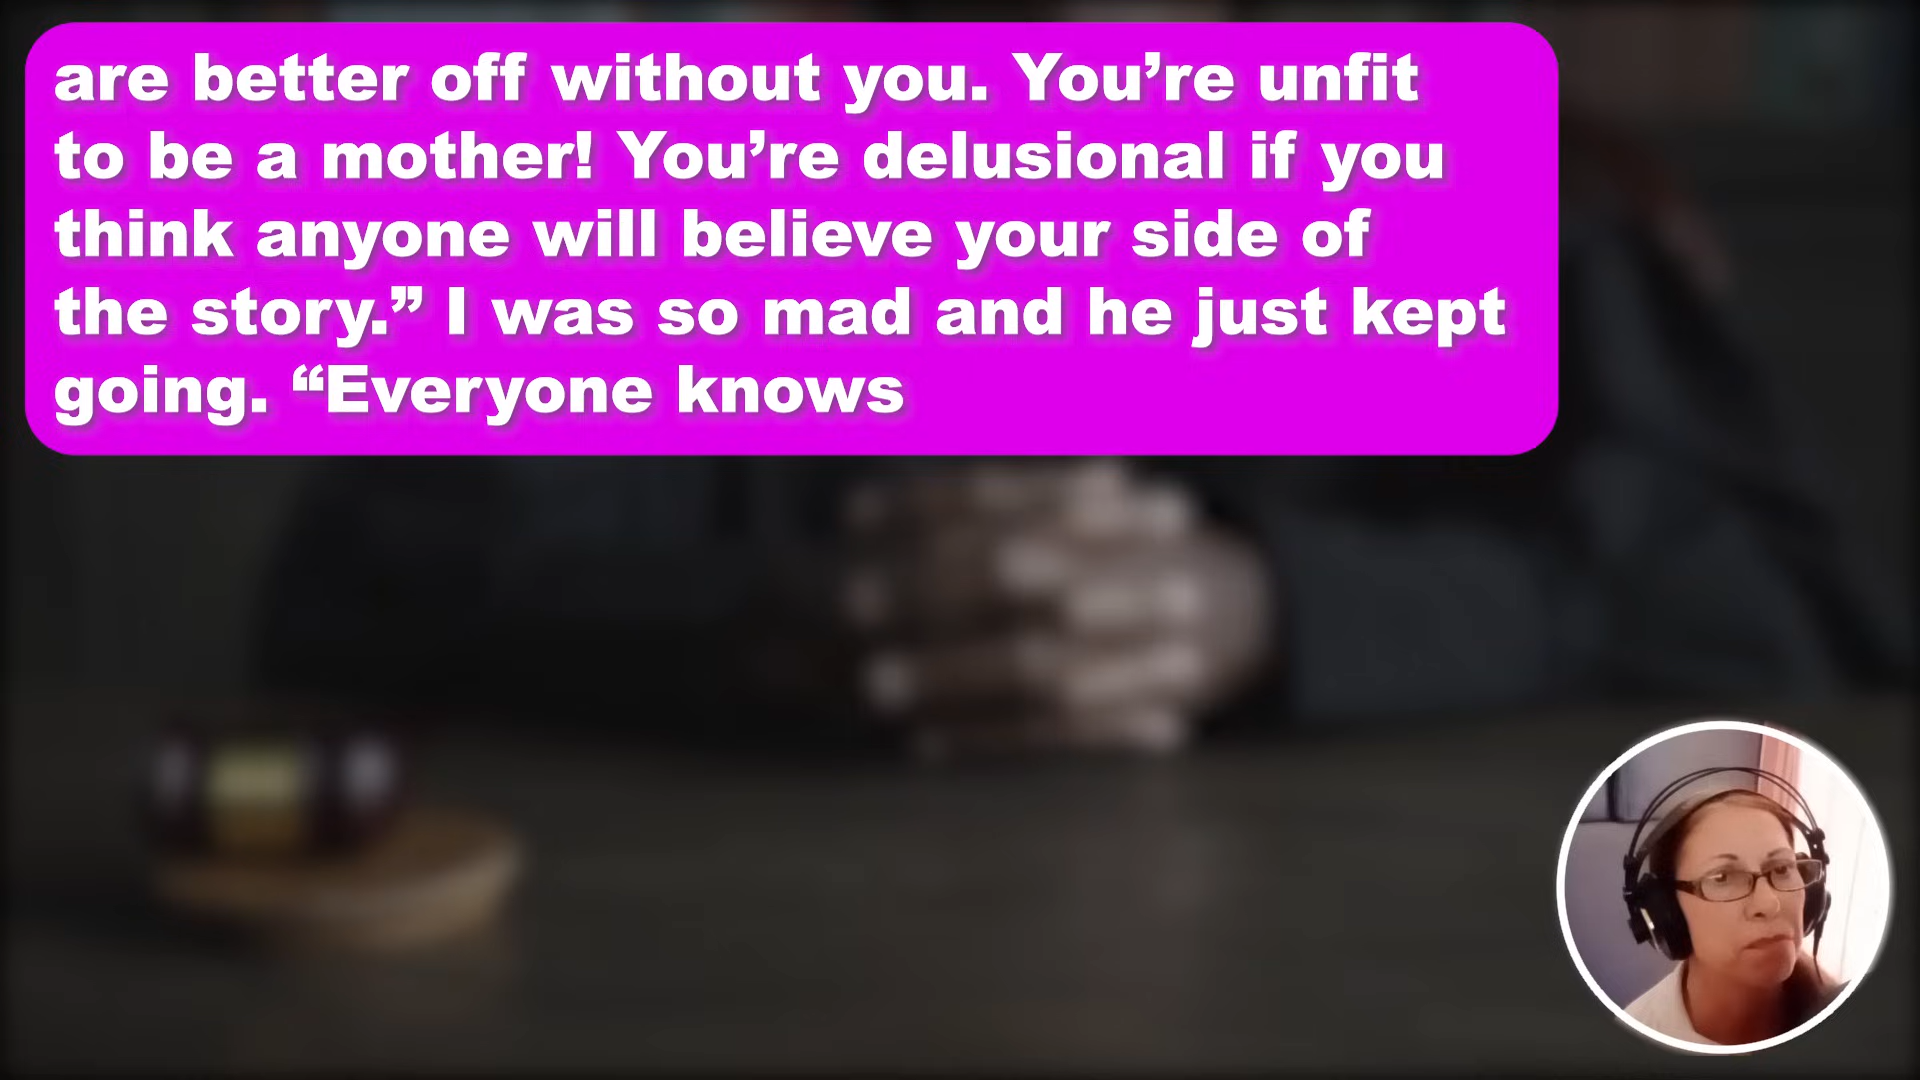 are better off without you. You’re unfit
to be a mother! You’re delusional if you
think anyone will believe your side of
the story.” I was so mad and he just kept
going. “Everyone knows